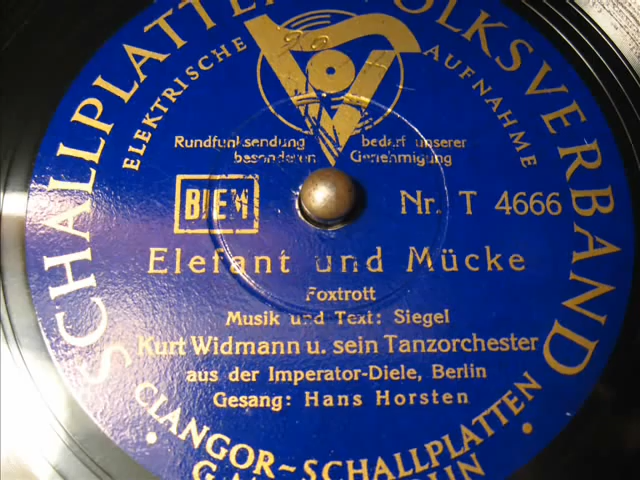 SCHALLPLATTEN VOLKSVERBAND
ELEKTRISCHE AUFNAHME
Rundfunksendung bedarf unserer
besonderen Genehmigung
BIEM
Nr. T 4666
Elefant und Mücke
Foxtrott
Musik und Text: Siegel
Kurt Widmann u. sein Tanzorchester
aus der Imperator-Diele, Berlin
Gesang: Hans Horsten
CLANGOR-SCHALLPLATTEN